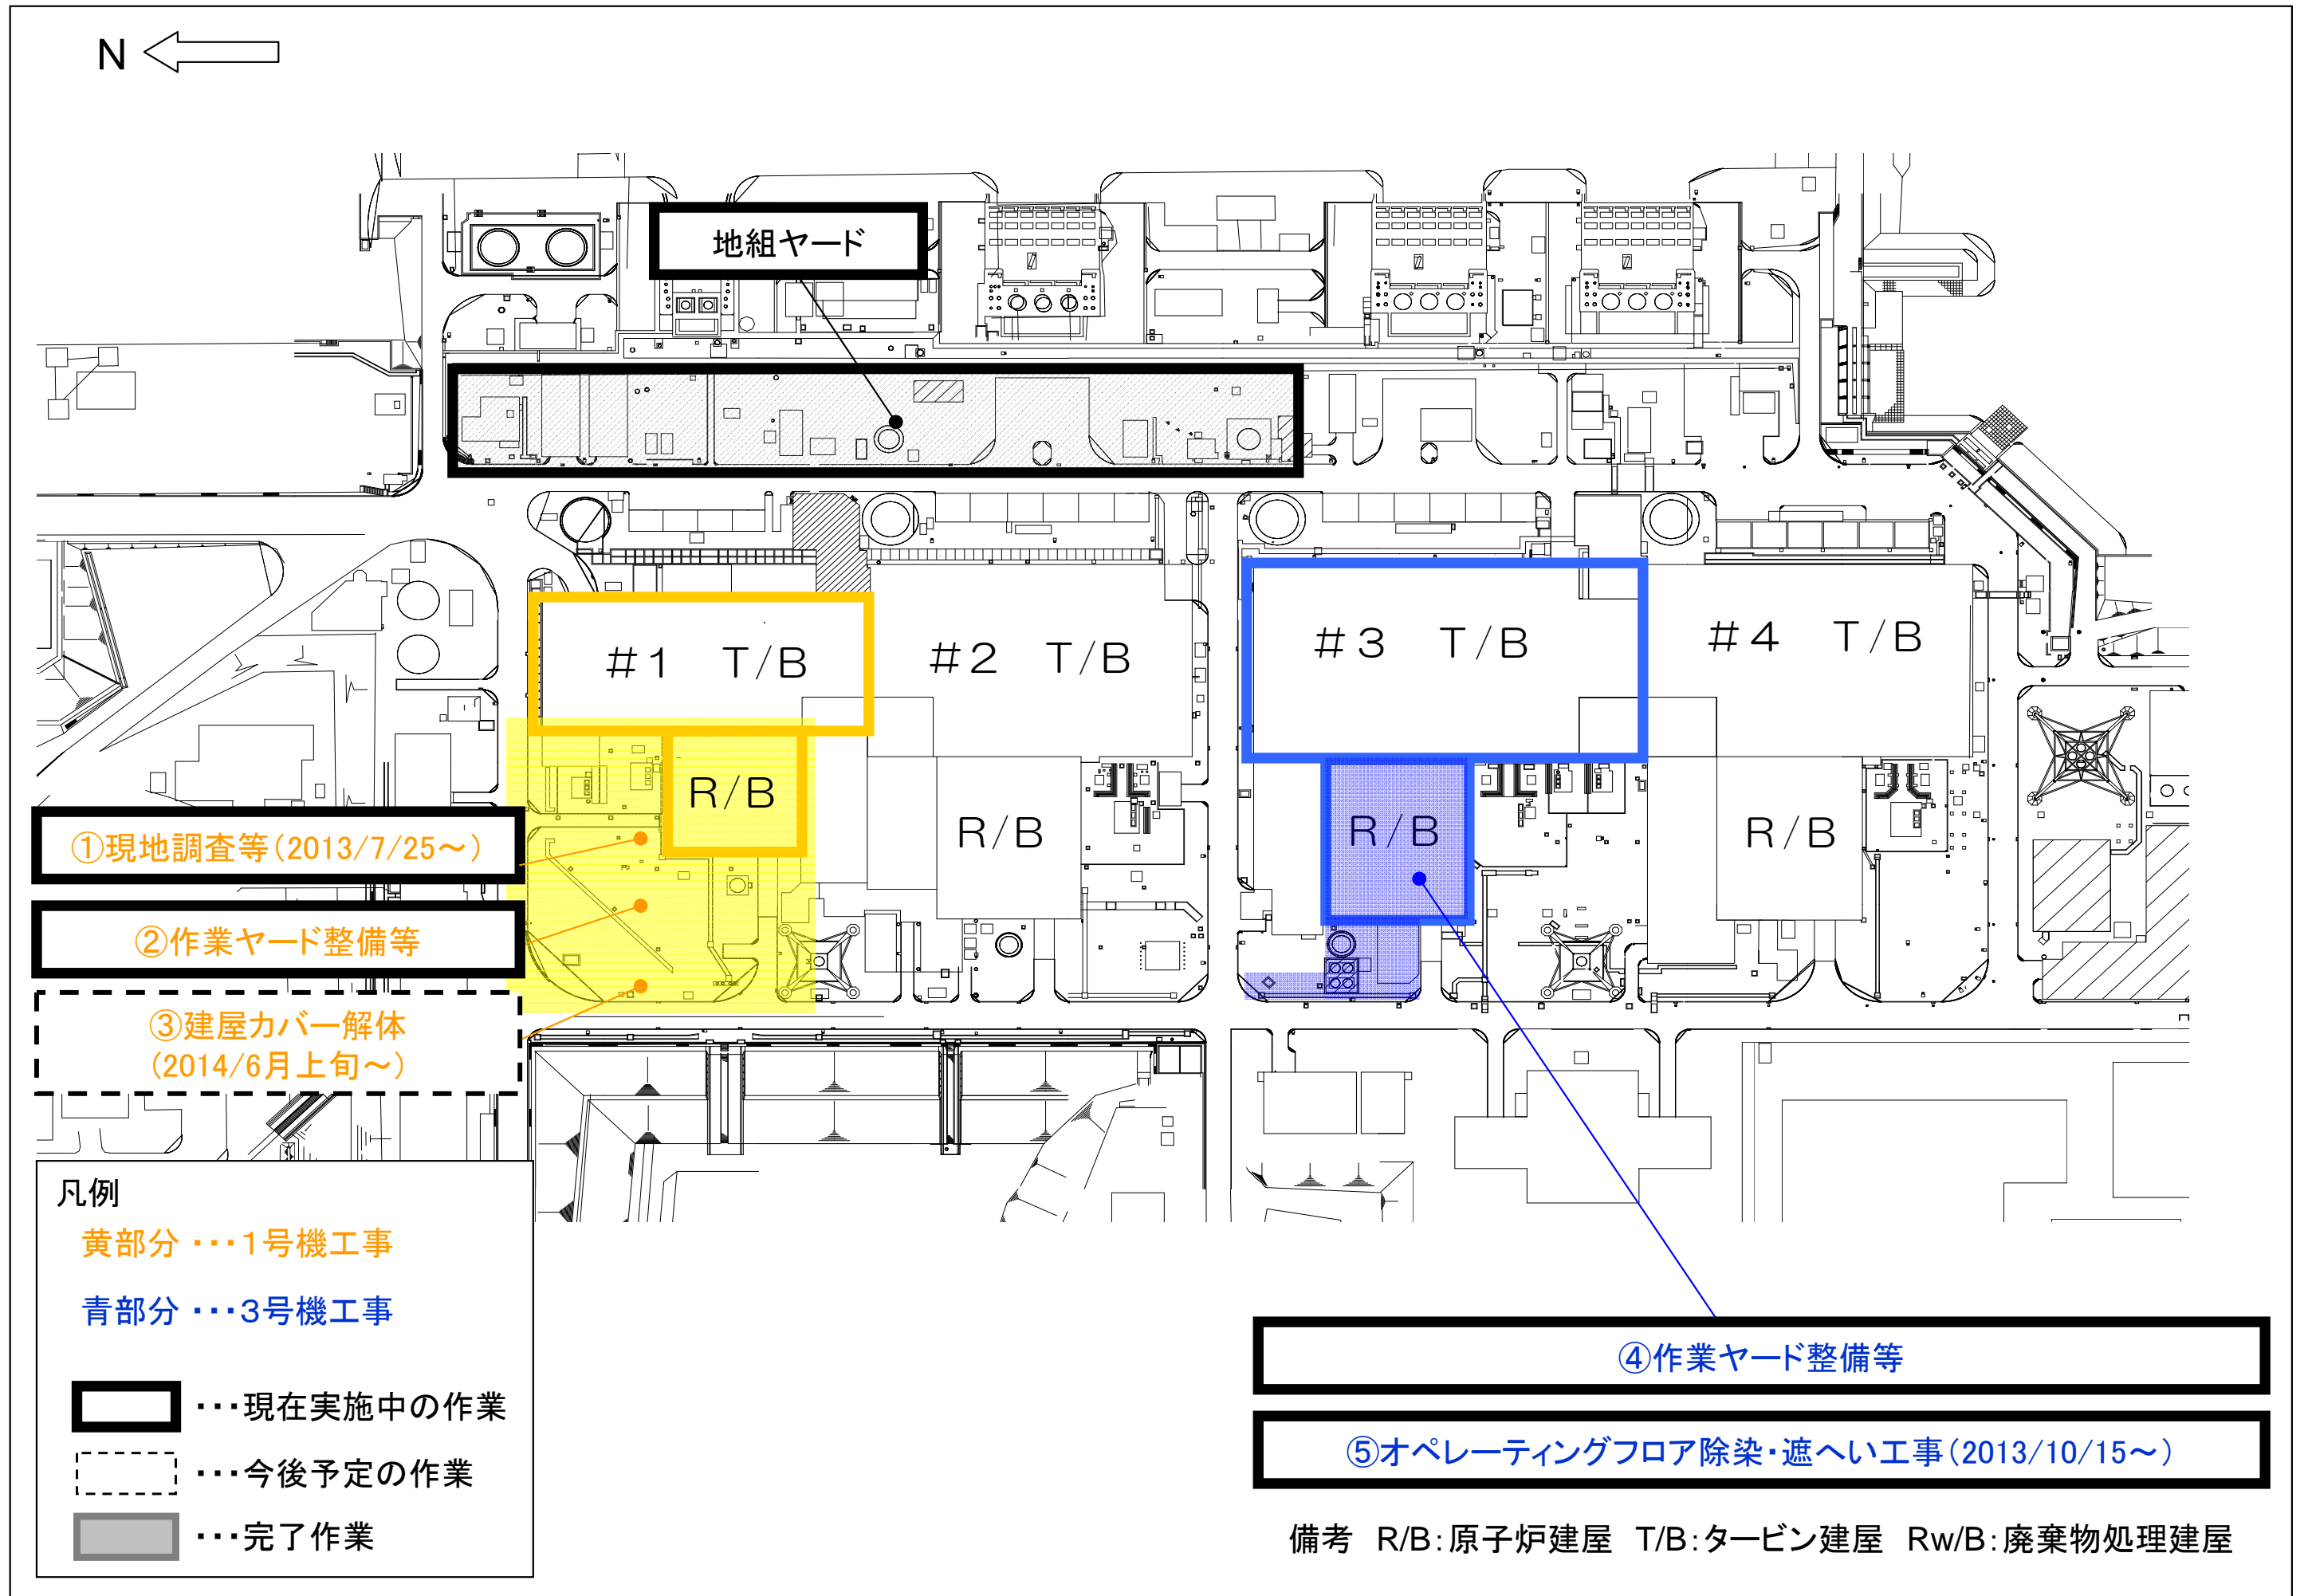 N
地組ヤード
#1 T/B
#2 T/B
#3 T/B
#4 T/B
R/B
R/B
R/B
R/B
①現地調査等(2013/7/25～)
②作業ヤード整備等
③建屋カバー解体
(2014/6月上旬～)
凡例
黄部分 ・・・1号機工事
青部分 ・・・3号機工事
・・・現在実施中の作業
・・・今後予定の作業
・・・完了作業
④作業ヤード整備等
⑤オペレーティングフロア除染・遮へい工事(2013/10/15～)
備考 R/B:原子炉建屋 T/B:タービン建屋 Rw/B:廃棄物処理建屋